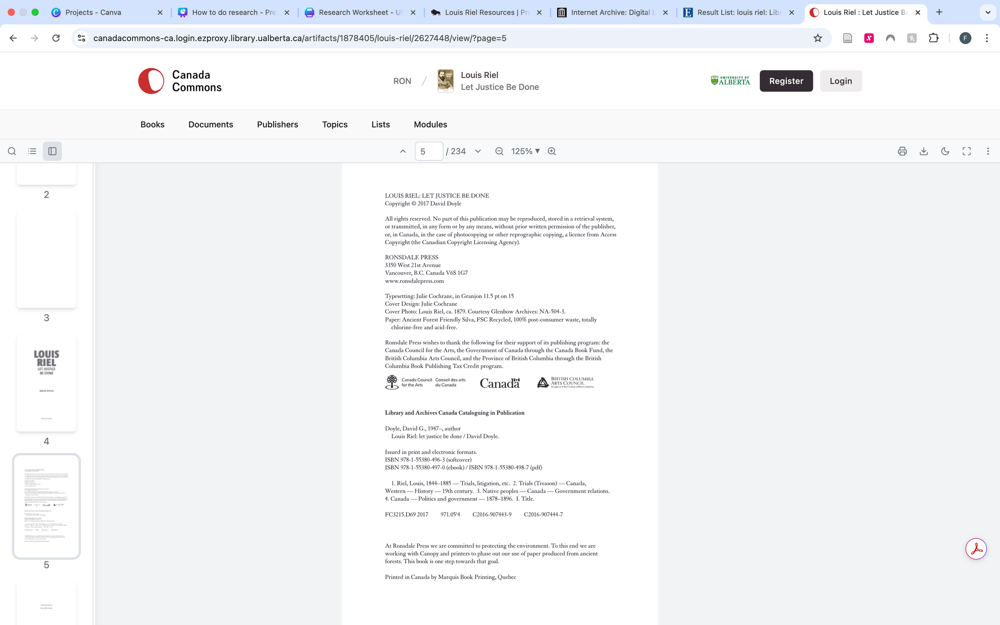 Projects - Canva
How to do research - Pre
Research Worksheet - US
Louis Riel Resources | Pr
Internet Archive: Digital L
Result List: louis riel: Libr
Louis Riel : Let Justice Be
canadacommons-ca.login.ezproxy.library.ualberta.ca/artifacts/1878405/louis-riel/2627448/view/?page=5
F
Canada
Commons
RON / Louis Riel
Let Justice Be Done
UNIVERSITY OF
ALBERTA
Register
Login
Books
Documents
Publishers
Topics
Lists
Modules
5 / 234
125%
2
3
LOUIS
RIEL
LET JUSTICE
BE DONE
DAVID DOYLE
4
5
LOUIS RIEL: LET JUSTICE BE DONE
Copyright © 2017 David Doyle
All rights reserved. No part of this publication may be reproduced, stored in a retrieval system,
or transmitted, in any form or by any means, without prior written permission of the publisher,
or, in Canada, in the case of photocopying or other reprographic copying, a licence from Access
Copyright (the Canadian Copyright Licensing Agency).
RONSDALE PRESS
3350 West 21st Avenue
Vancouver, B.C. Canada V6S 1G7
www.ronsdalepress.com
Typesetting: Julie Cochrane, in Granjon 11.5 pt on 15
Cover Design: Julie Cochrane
Cover Photo: Louis Riel, ca. 1879. Courtesy Glenbow Archives: NA-504-3.
Paper: Ancient Forest Friendly Silva, FSC Recycled, 100% post-consumer waste, totally
chlorine-free and acid-free.
Ronsdale Press wishes to thank the following for their support of its publishing program: the
Canada Council for the Arts, the Government of Canada through the Canada Book Fund, the
British Columbia Arts Council, and the Province of British Columbia through the British
Columbia Book Publishing Tax Credit program.
Canada Council Conseil des arts
for the Arts du Canada
Canada
BRITISH COLUMBIA
ARTS COUNCIL
An agency of the Province of British Columbia
Library and Archives Canada Cataloguing in Publication
Doyle, David G., 1947–, author
Louis Riel: let justice be done / David Doyle.
Issued in print and electronic formats.
ISBN 978-1-55380-496-3 (softcover)
ISBN 978-1-55380-497-0 (ebook) / ISBN 978-1-55380-498-7 (pdf)
1. Riel, Louis, 1844–1885 — Trials, litigation, etc. 2. Trials (Treason) — Canada,
Western — History — 19th century. 3. Native peoples — Canada — Government relations.
4. Canada — Politics and government — 1878–1896. I. Title.
FC3215.D69 2017 971.05'4 C2016-907443-9 C2016-907444-7
At Ronsdale Press we are committed to protecting the environment. To this end we are
working with Canopy and printers to phase out our use of paper produced from ancient
forests. This book is one step towards that goal.
Printed in Canada by Marquis Book Printing, Quebec